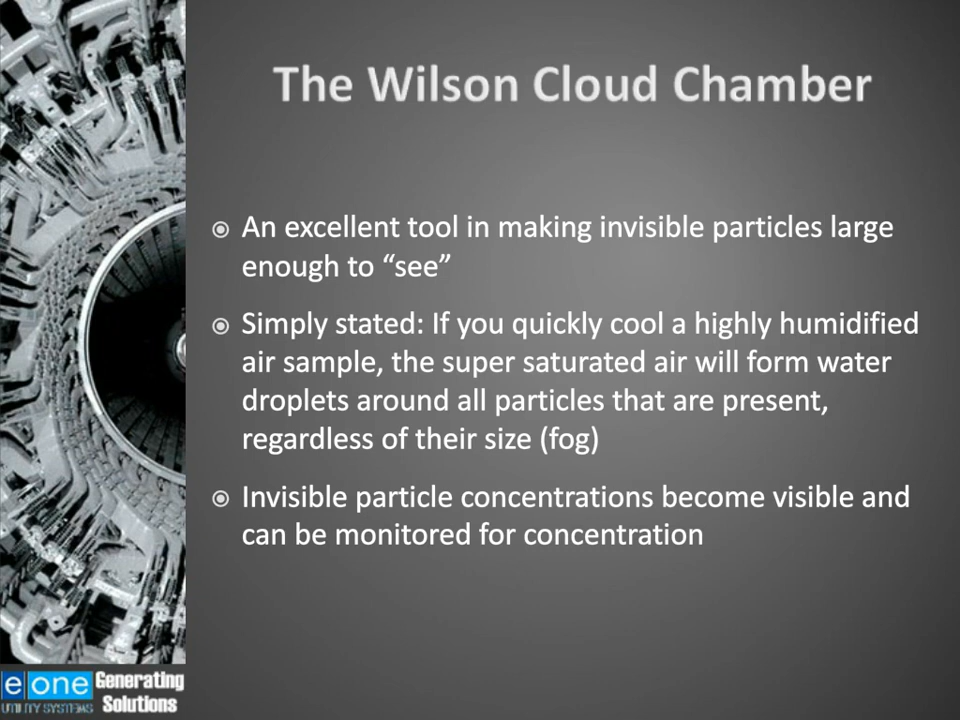 The Wilson Cloud Chamber
An excellent tool in making invisible particles large
enough to “see”
Simply stated: If you quickly cool a highly humidified
air sample, the super saturated air will form water
droplets around all particles that are present,
regardless of their size (fog)
Invisible particle concentrations become visible and
can be monitored for concentration
e one Generating
UTILITY SYSTEMS Solutions